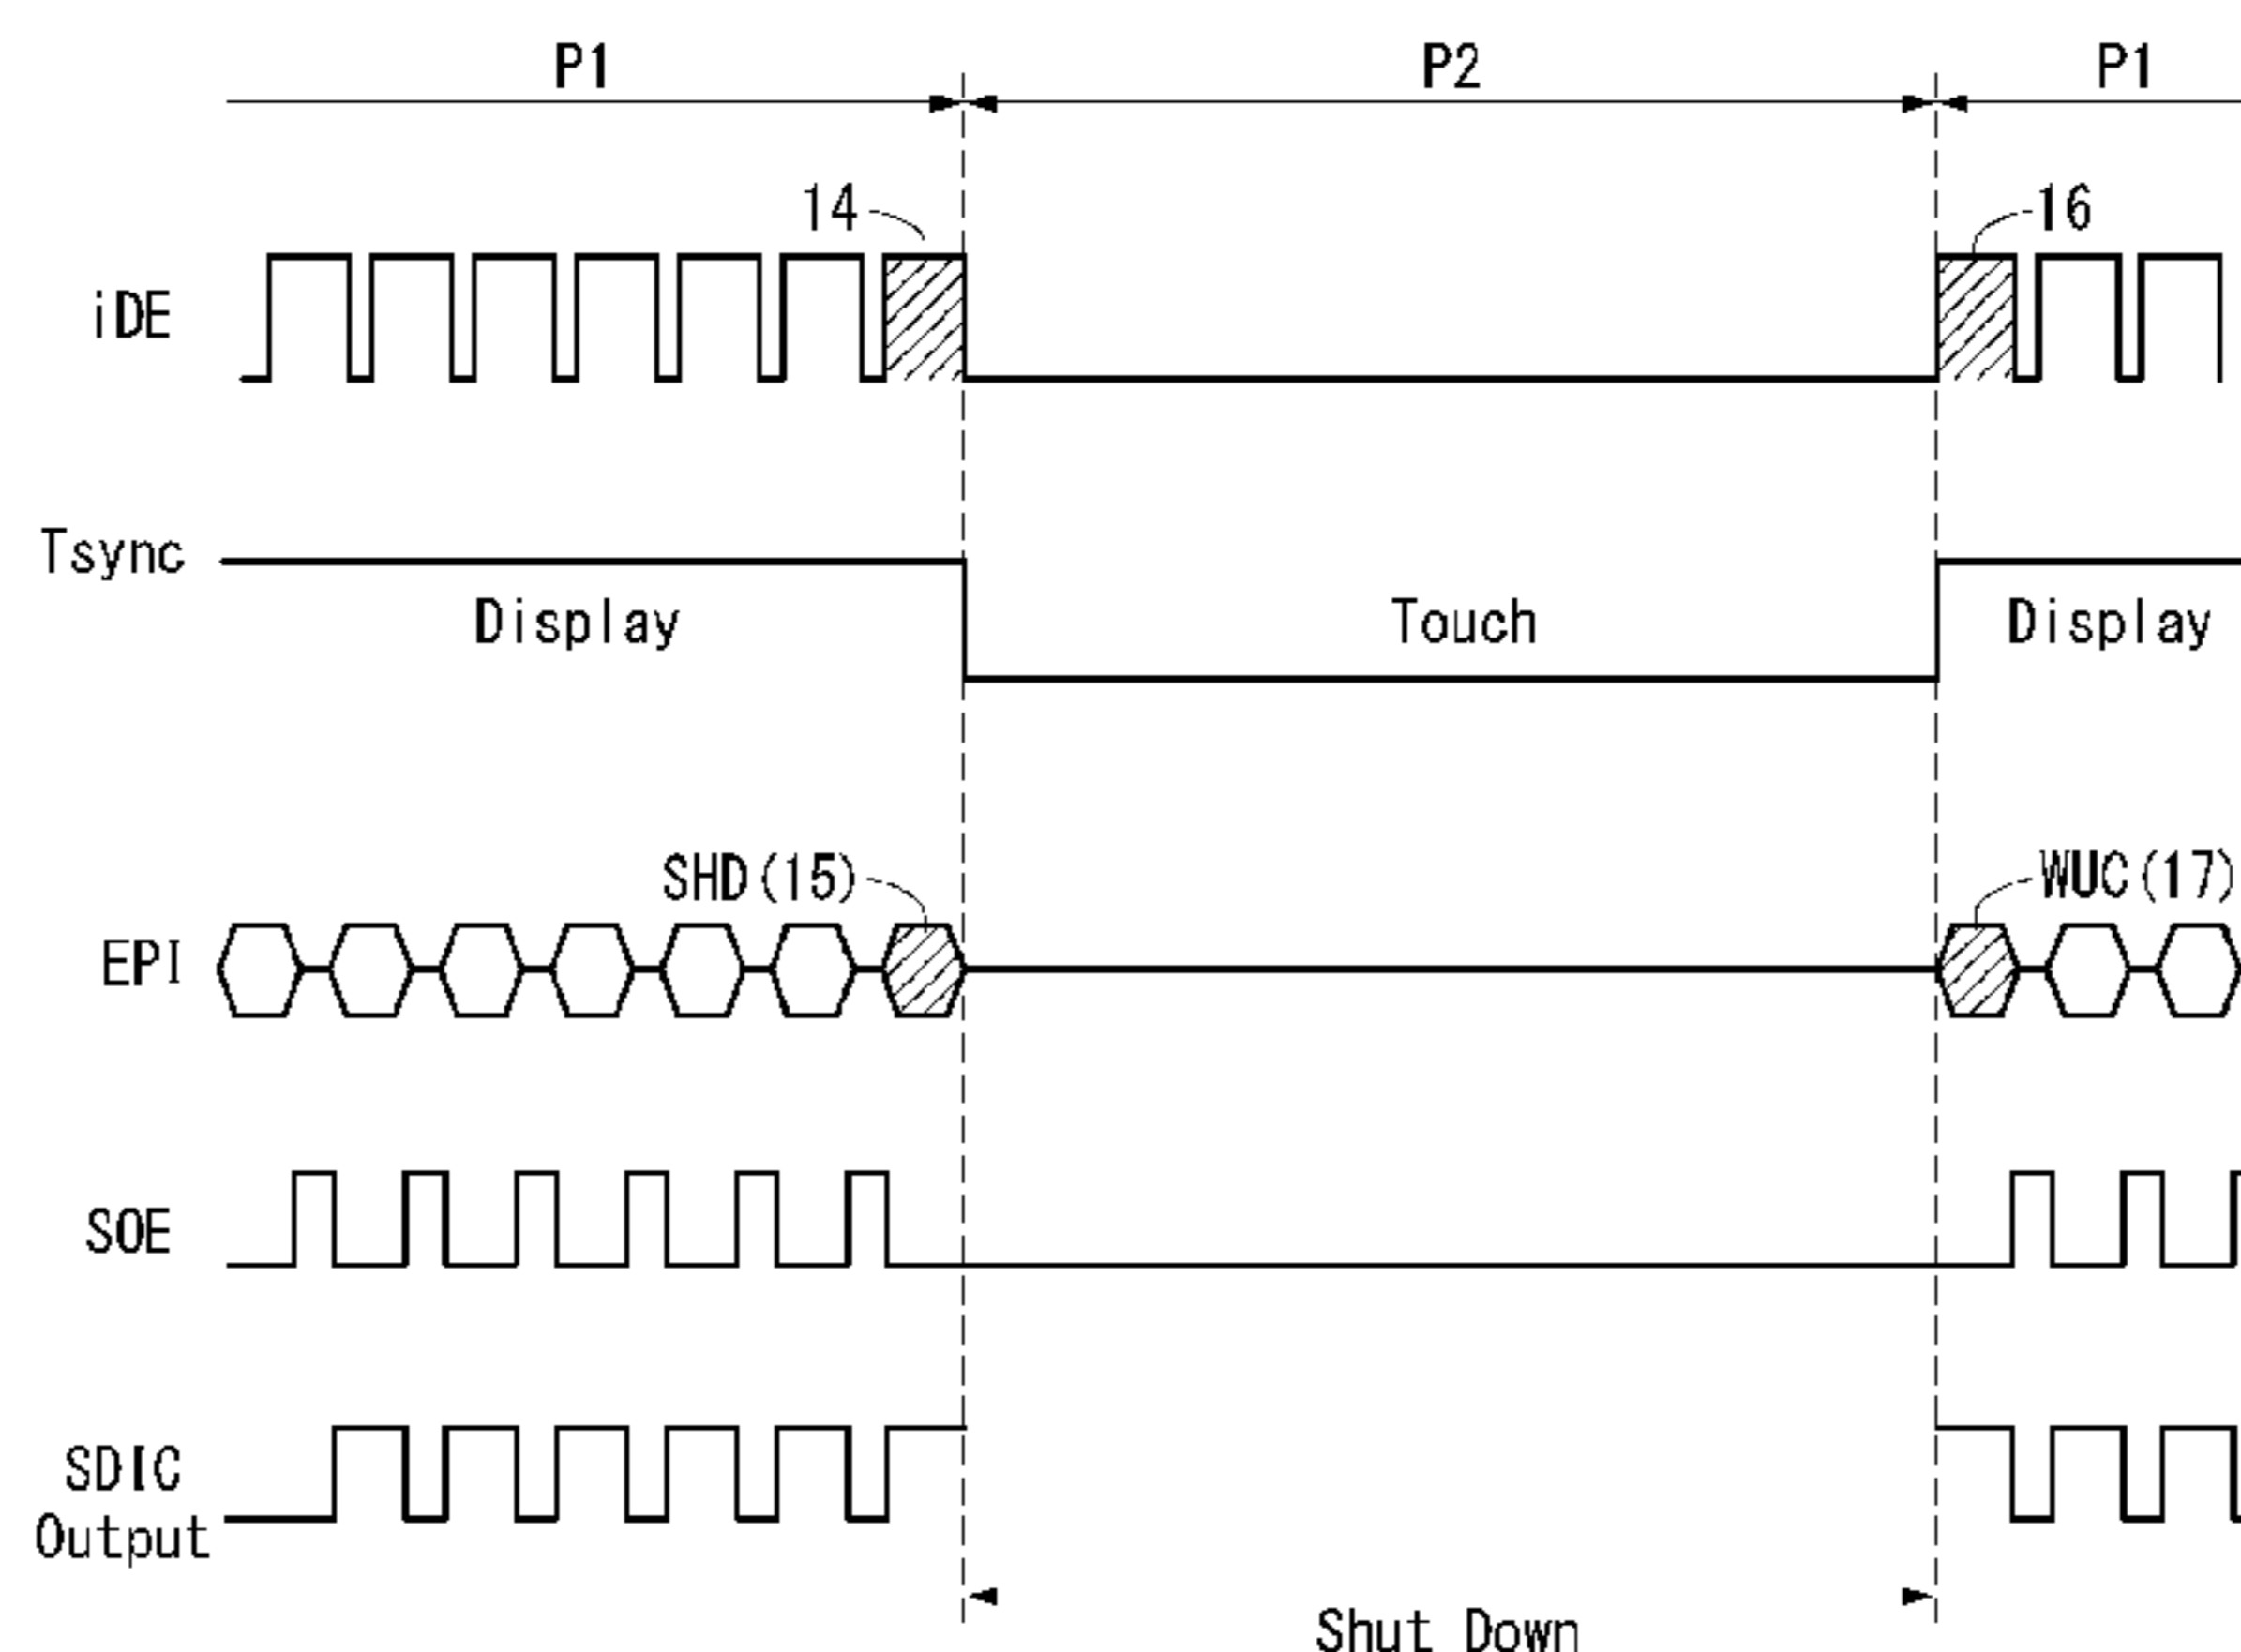 P1 P2 P1
14 16
iDE
Tsync
Display Touch Display
SHD(15) WUC(17)
EPI
SOE
SDIC
Output
Shut Down